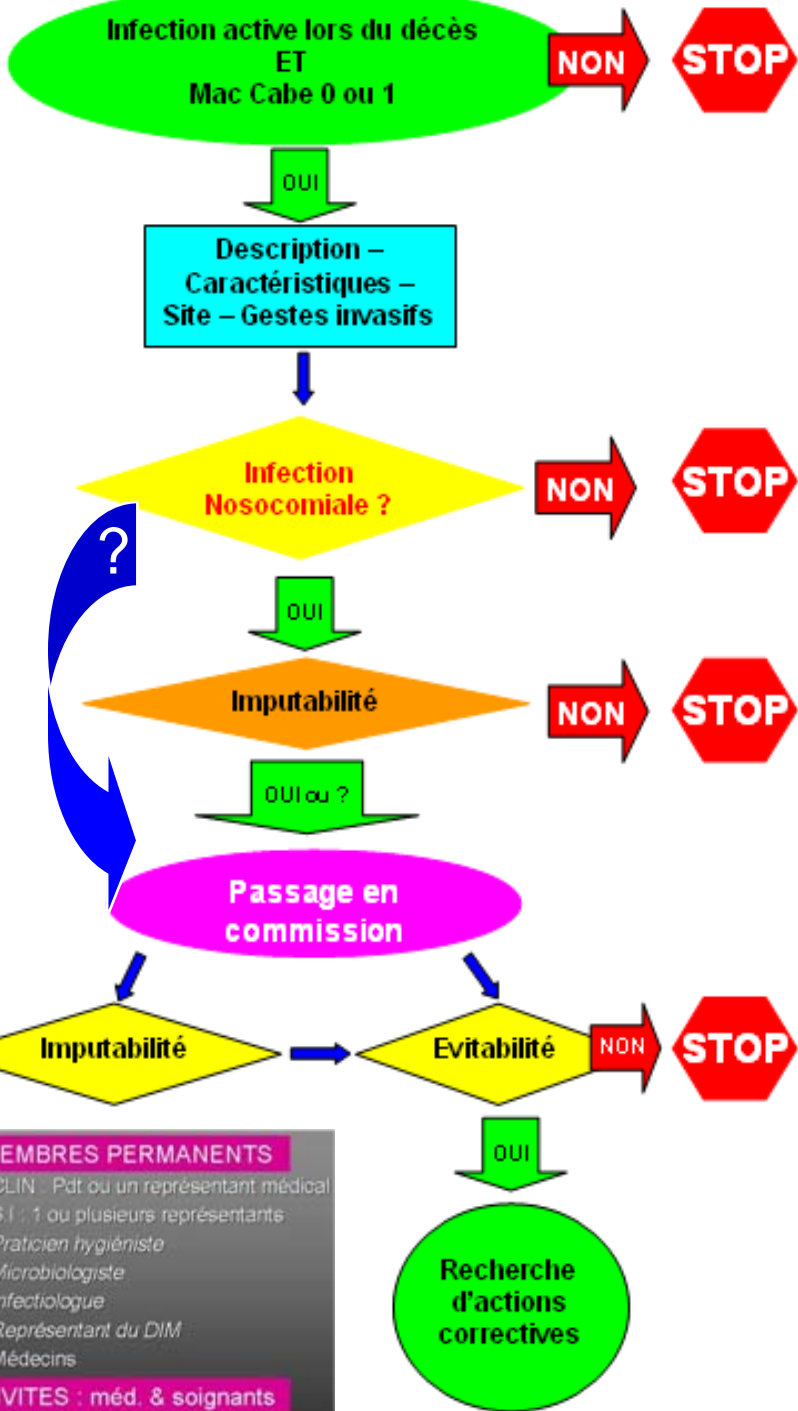 Infection active lors du décès
ET
Mac Cabe 0 ou 1
NON
STOP
OUI
Description –
Caractéristiques –
Site – Gestes invasifs
Infection
Nosocomiale ?
NON
STOP
?
OUI
Imputabilité
NON
STOP
OUI ou ?
Passage en
commission
Imputabilité
Evitabilité
NON
STOP
OUI
Recherche
d'actions
correctives
EMBRES PERMANENTS
CLIN : Pdt ou un représentant médical
S.I : 1 ou plusieurs représentants
Praticien hygiéniste
Microbiologiste
nfectiologue
Représentant du DIM
Médecins
VITES : méd. & soignants